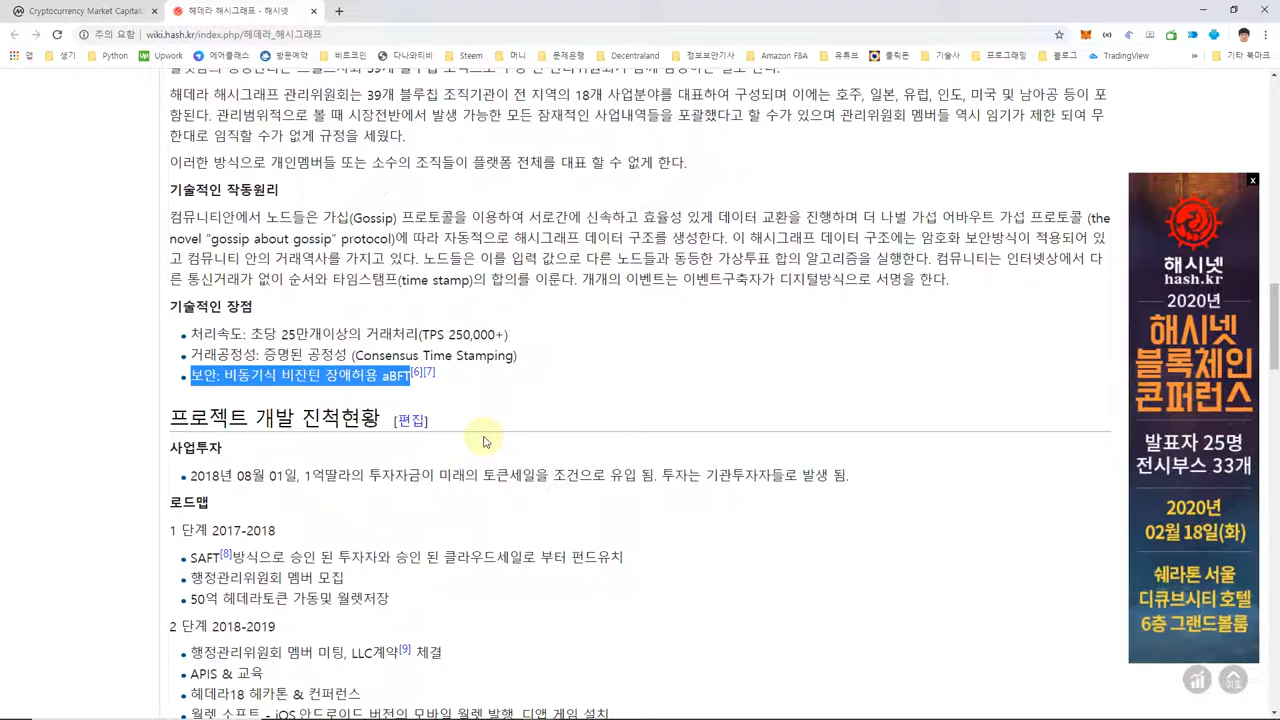 Cryptocurrency Market Capital
헤데라 해시그래프 - 해시넷
주의 요함
wiki.hash.kr/index.php/헤데라_해시그래프
앱
생기
Python
Upwork
에어클래스
방문예약
비트코인
다나와티비
Steem
머니
문제은행
Decentraland
정보보안기사
Amazon FBA
유튜브
클릭몬
기술사
프로그래밍
블로그
TradingView
»
기타 북마크
해데라 해시그래프 관리위원회는 39개 블루칩 조직기관이 전 지역의 18개 사업분야를 대표하여 구성되며 이에는 호주, 일본, 유럽, 인도, 미국 및 남아공 등이 포
함된다. 관리범위적으로 볼 때 시장전반에서 발생 가능한 모든 잠재적인 사업내역들을 포괄했다고 할 수가 있으며 관리위원회 멤버들 역시 임기가 제한 되여 무
한대로 임직할 수가 없게 규정을 세웠다.
이러한 방식으로 개인멤버들 또는 소수의 조직들이 플랫폼 전체를 대표 할 수 없게 한다.
기술적인 작동원리
컴뮤니티안에서 노드들은 가십(Gossip) 프로토콜을 이용하여 서로간에 신속하고 효율성 있게 데이터 교환을 진행하며 더 나벌 가섭 어바우트 가섭 프로토콜 (the
novel "gossip about gossip" protocol)에 따라 자동적으로 해시그래프 데이터 구조를 생성한다. 이 해시그래프 데이터 구조에는 암호화 보안방식이 적용되어 있
고 컴뮤니티 안의 거래역사를 가지고 있다. 노드들은 이를 입력 값으로 다른 노드들과 동등한 가상투표 합의 알고리즘을 실행한다. 컴뮤니티는 인터넷상에서 다
른 통신거래가 없이 순서와 타임스탬프(time stamp)의 합의를 이룬다. 개개의 이벤트는 이벤트구축자가 디지털방식으로 서명을 한다.
기술적인 장점
처리속도: 초당 25만개이상의 거래처리(TPS 250,000+)
거래공정성: 증명된 공정성 (Consensus Time Stamping)
보안: 비동기식 비잔틴 장애허용 aBFT[6][7]
프로젝트 개발 진척현황 [편집]
사업투자
2018년 08월 01일, 1억딸라의 투자자금이 미래의 토큰세일을 조건으로 유입 됨. 투자는 기관투자자들로 발생 됨.
로드맵
1 단계 2017-2018
SAFT[8]방식으로 승인 된 투자자와 승인 된 클라우드세일로 부터 펀드유치
행정관리위원회 멤버 모집
50억 헤데라토큰 가동및 월렛저장
2 단계 2018-2019
행정관리위원회 멤버 미팅, LLC계약[9] 체결
APIS & 교육
헤데라18 헤카톤 & 컨퍼런스
월렛 소프트 - iOS,안드로이드 버전의 모바일 월렛 발행, 디앱 게임 설치
x
해시넷
hash.kr
2020년
해시넷
블록체인
콘퍼런스
발표자 25명
전시부스 33개
2020년
02월 18일(화)
쉐라톤 서울
디큐브시티 호텔
6층 그랜드볼룸
위로